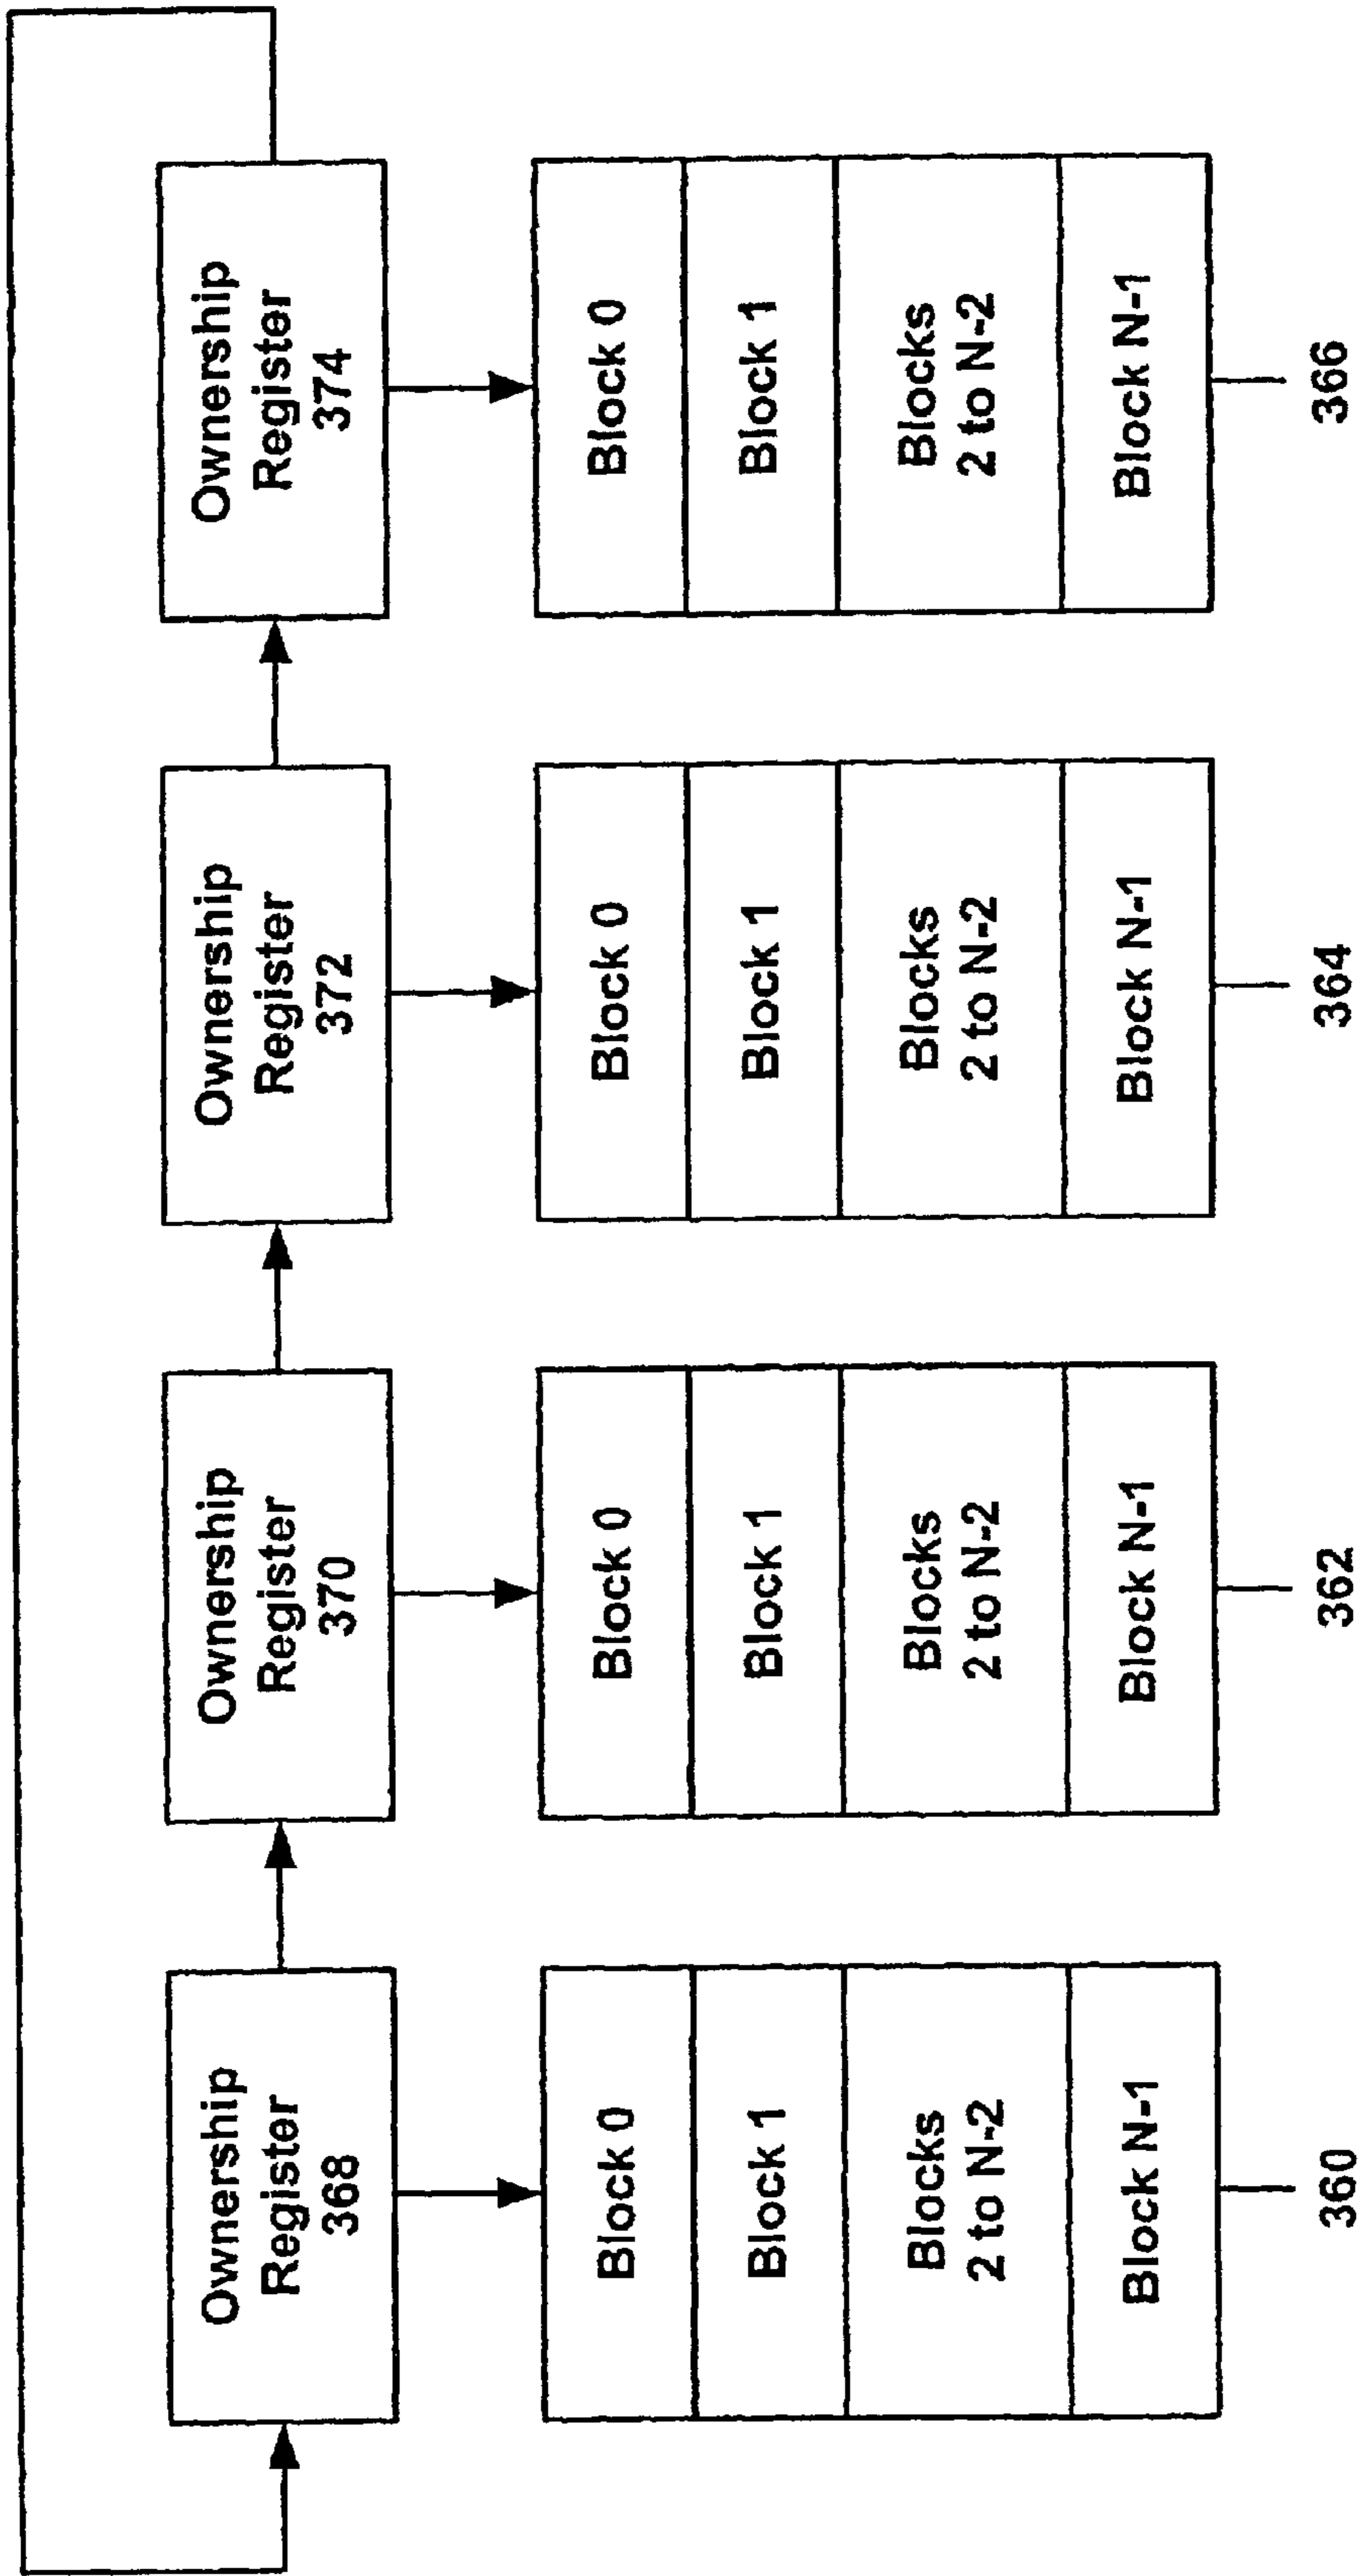 Ownership
Register
368
Ownership
Register
370
Ownership
Register
372
Ownership
Register
374
Block 0
Block 1
Blocks
2 to N-2
Block N-1
360
Block 0
Block 1
Blocks
2 to N-2
Block N-1
362
Block 0
Block 1
Blocks
2 to N-2
Block N-1
364
Block 0
Block 1
Blocks
2 to N-2
Block N-1
366